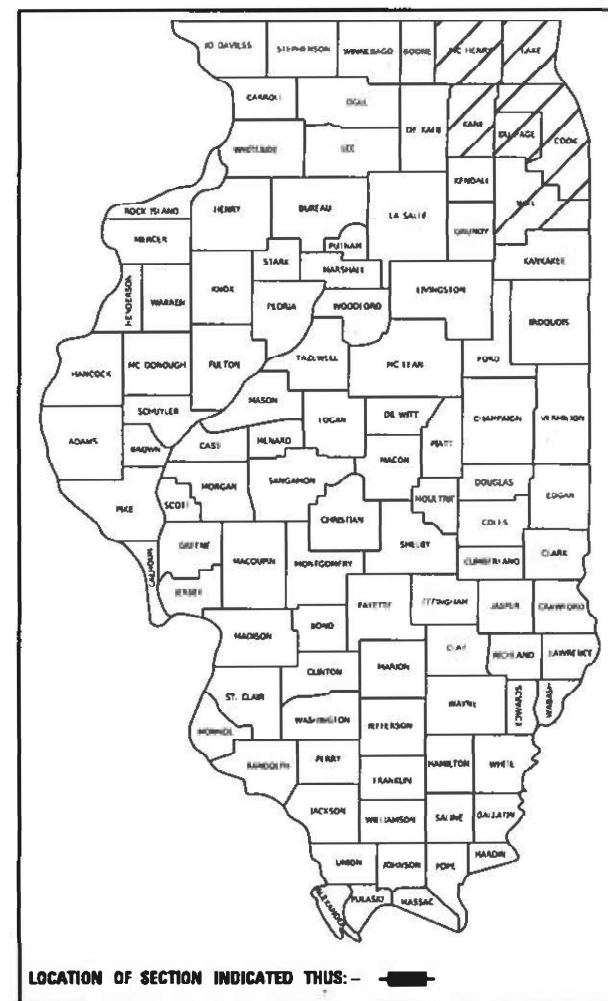 JO DAVIESS STEPHENSON WINNEBAGO BOONE MC HENRY LAKE
CARROLL OGLE DE KALB KANE DU PAGE COOK
WHITESIDE LEE
KENDALL WILL
ROCK ISLAND HENRY BUREAU LA SALLE GRUNDY
MERCER PUTNAM KANKAKEE
STARK MARSHALL
HENDERSON WARREN KNOX PEORIA WOODFORD LIVINGSTON IROQUOIS
HANCOCK MC DONOUGH FULTON TAZEWELL MC LEAN FORD
SCHUYLER MASON
ADAMS BROWN CASS MENARD LOGAN DE WITT PIATT CHAMPAIGN VERMILION
MACON
PIKE SCOTT MORGAN SANGAMON MOULTRIE DOUGLAS EDGAR
CHRISTIAN COLES
CALHOUN GREENE MACOUPIN MONTGOMERY SHELBY CUMBERLAND CLARK
JERSEY FAYETTE EFFINGHAM JASPER CRAWFORD
MADISON BOND
CLAY RICHLAND LAWRENCE
CLINTON MARION
ST. CLAIR WAYNE EDWARDS WABASH
MONROE WASHINGTON JEFFERSON
RANDOLPH PERRY HAMILTON WHITE
FRANKLIN
JACKSON WILLIAMSON SALINE GALLATIN
UNION JOHNSON POPE HARDIN
ALEXANDER PULASKI MASSAC
LOCATION OF SECTION INDICATED THUS: –